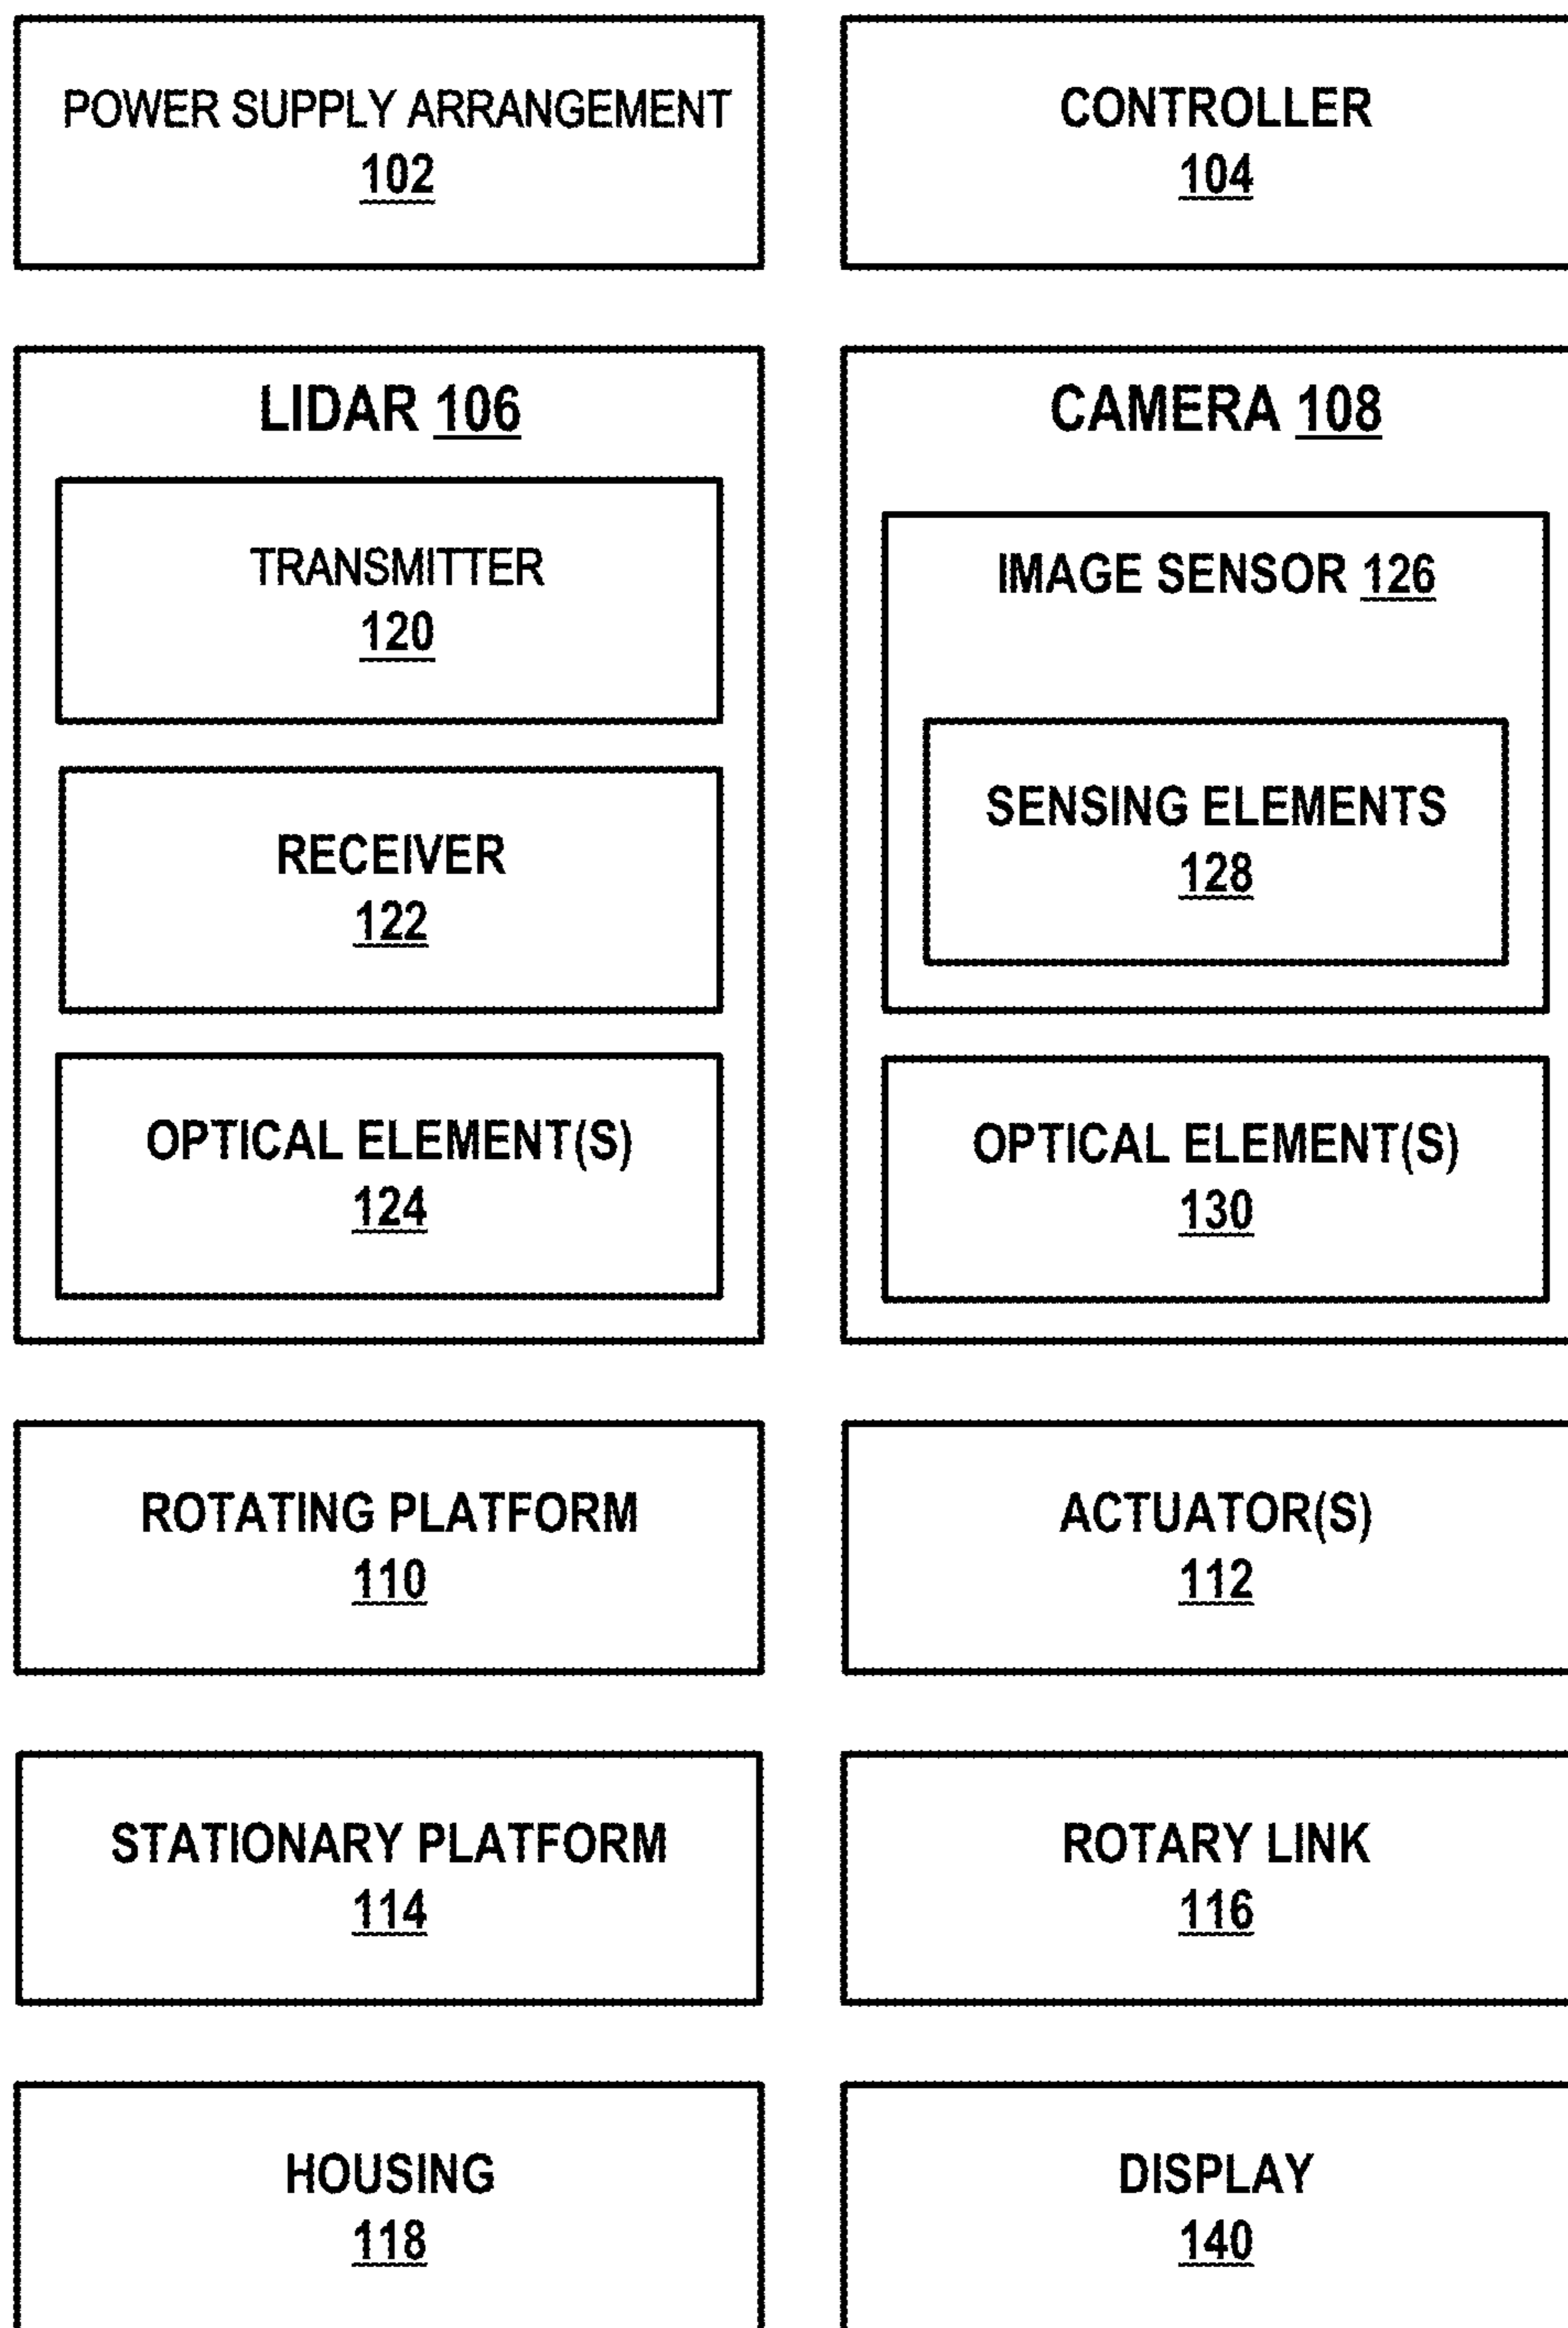 POWER SUPPLY ARRANGEMENT
102
CONTROLLER
104
LIDAR 106
TRANSMITTER
120
RECEIVER
122
OPTICAL ELEMENT(S)
124
CAMERA 108
IMAGE SENSOR 126
SENSING ELEMENTS
128
OPTICAL ELEMENT(S)
130
ROTATING PLATFORM
110
ACTUATOR(S)
112
STATIONARY PLATFORM
114
ROTARY LINK
116
HOUSING
118
DISPLAY
140